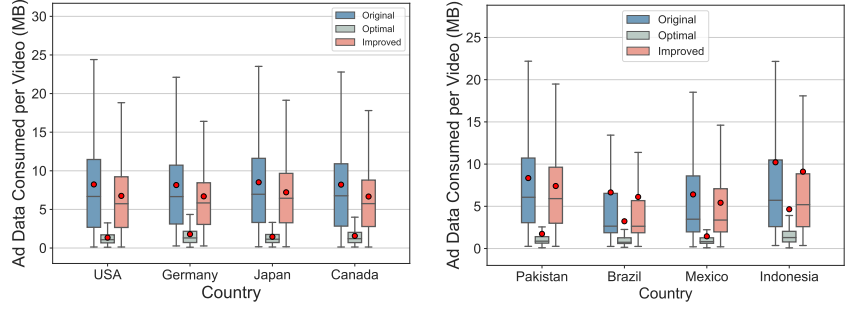 Ad Data Consumed per Video (MB)
30
25
20
15
10
5
0
Original
Optimal
Improved
USA
Germany
Japan
Canada
Country
Ad Data Consumed per Video (MB)
25
20
15
10
5
0
Original
Optimal
Improved
Pakistan
Brazil
Mexico
Indonesia
Country